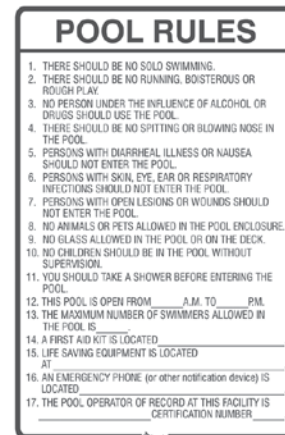 POOL RULES
1. THERE SHOULD BE NO SOLO SWIMMING.
2. THERE SHOULD BE NO RUNNING, BOISTEROUS OR
ROUGH PLAY.
3. NO PERSON UNDER THE INFLUENCE OF ALCOHOL OR
DRUGS SHOULD USE THE POOL.
4. THERE SHOULD BE NO SPITTING OR BLOWING NOSE IN
THE POOL.
5. PERSONS WITH DIARRHEAL ILLNESS OR NAUSEA
SHOULD NOT ENTER THE POOL.
6. PERSONS WITH SKIN, EYE, EAR OR RESPIRATORY
INFECTIONS SHOULD NOT ENTER THE POOL.
7. PERSONS WITH OPEN LESIONS OR WOUNDS SHOULD
NOT ENTER THE POOL.
8. NO ANIMALS OR PETS ALLOWED IN THE POOL ENCLOSURE.
9. NO GLASS ALLOWED IN THE POOL OR ON THE DECK.
10. NO CHILDREN SHOULD BE IN THE POOL WITHOUT
SUPERVISION.
11. YOU SHOULD TAKE A SHOWER BEFORE ENTERING THE
POOL.
12. THIS POOL IS OPEN FROM_____A.M. TO_____P.M.
13. THE MAXIMUM NUMBER OF SWIMMERS ALLOWED IN
THE POOL IS______.
14. A FIRST AID KIT IS LOCATED____________
15. LIFE SAVING EQUIPMENT IS LOCATED
AT____________
16. AN EMERGENCY PHONE (or other notification device) IS
LOCATED____________
17. THE POOL OPERATOR OF RECORD AT THIS FACILITY IS
____________CERTIFICATION NUMBER______